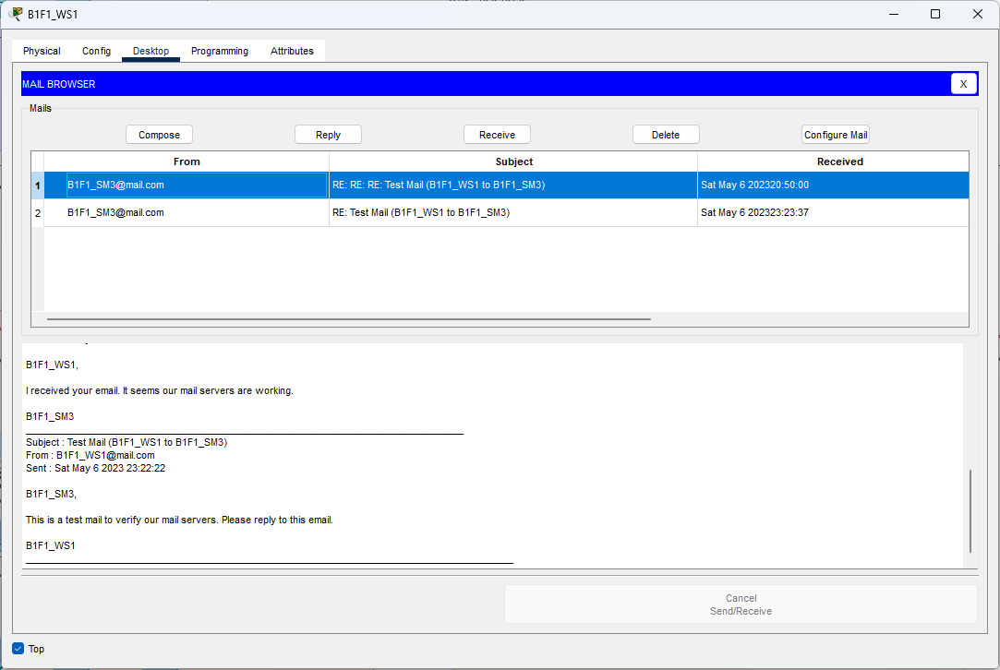 B1F1_WS1
Physical Config Desktop Programming Attributes
MAIL BROWSER X
Mails
Compose Reply Receive Delete Configure Mail
From Subject Received
1 B1F1_SM3@mail.com RE: RE: RE: Test Mail (B1F1_WS1 to B1F1_SM3) Sat May 6 202320:50:00
2 B1F1_SM3@mail.com RE: Test Mail (B1F1_WS1 to B1F1_SM3) Sat May 6 202323:23:37
B1F1_WS1,
I received your email. It seems our mail servers are working.
B1F1_SM3
Subject : Test Mail (B1F1_WS1 to B1F1_SM3)
From : B1F1_WS1@mail.com
Sent : Sat May 6 2023 23:22:22
B1F1_SM3,
This is a test mail to verify our mail servers. Please reply to this email.
B1F1_WS1
Cancel
Send/Receive
Top